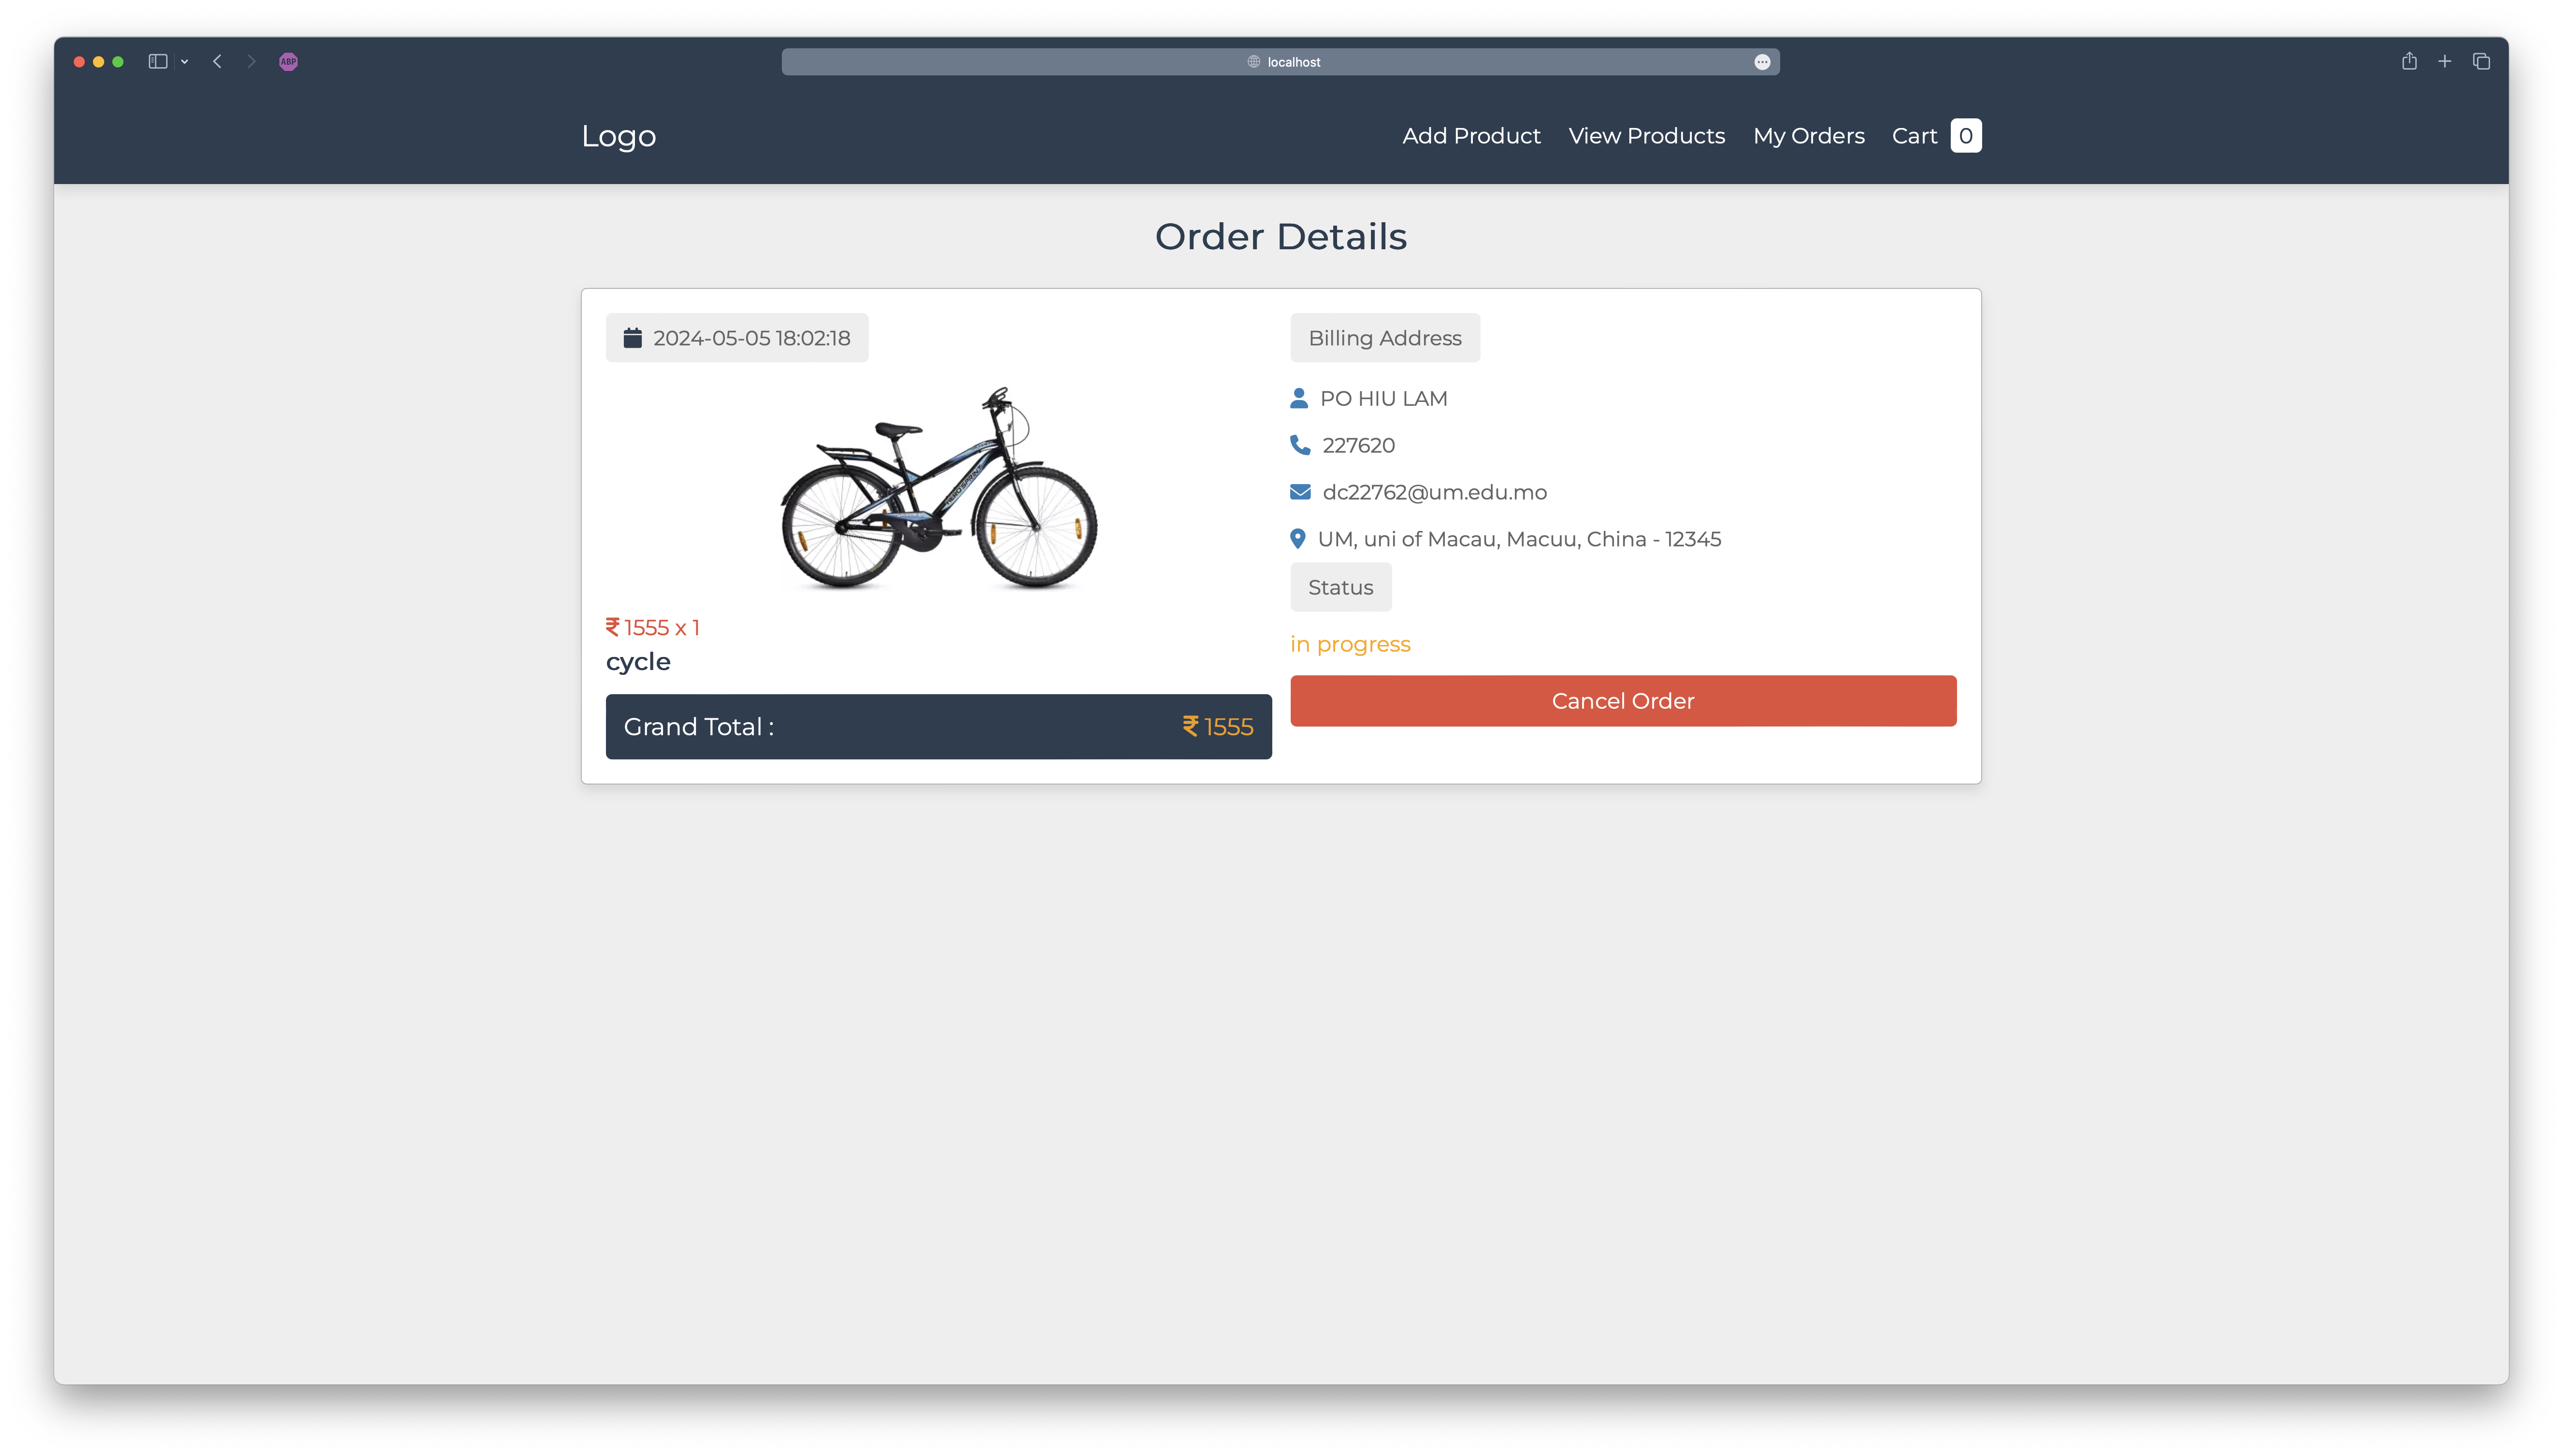 ABP
localhost
Logo
Add Product
View Products
My Orders
Cart 0
Order Details
2024-05-05 18:02:18
₹ 1555 x 1
cycle
Grand Total : ₹ 1555
Billing Address
PO HIU LAM
227620
dc22762@um.edu.mo
UM, uni of Macau, Macuu, China - 12345
Status
in progress
Cancel Order